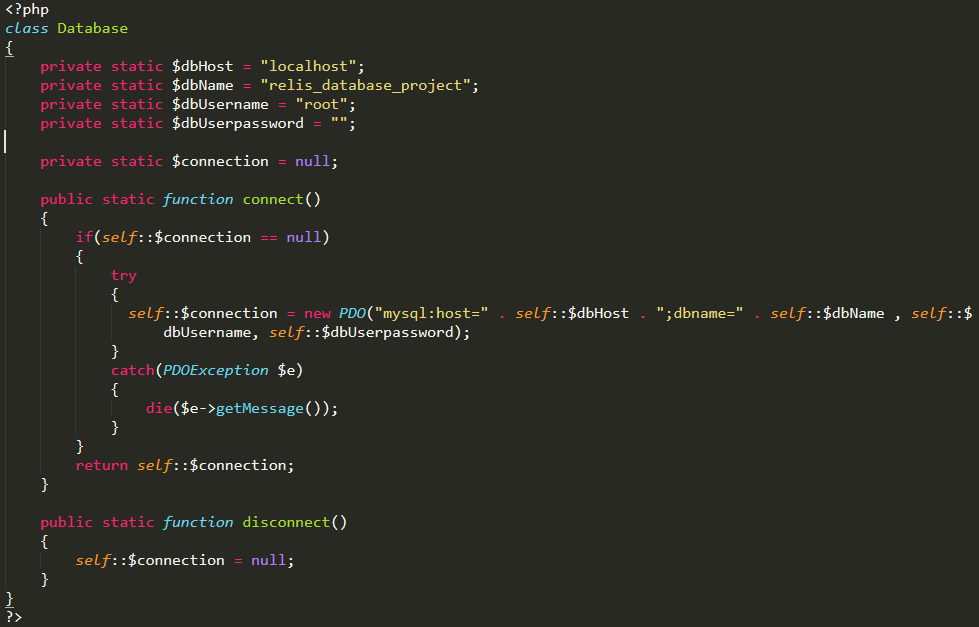 <?php
class Database
{
    private static $dbHost = "localhost";
    private static $dbName = "relis_database_project";
    private static $dbUsername = "root";
    private static $dbUserpassword = "";

    private static $connection = null;

    public static function connect()
    {
        if(self::$connection == null)
        {
            try
            {
              self::$connection = new PDO("mysql:host=" . self::$dbHost . ";dbname=" . self::$dbName , self::$
                  dbUsername, self::$dbUserpassword);
            }
            catch(PDOException $e)
            {
                die($e->getMessage());
            }
        }
        return self::$connection;
    }

    public static function disconnect()
    {
        self::$connection = null;
    }
}
?>